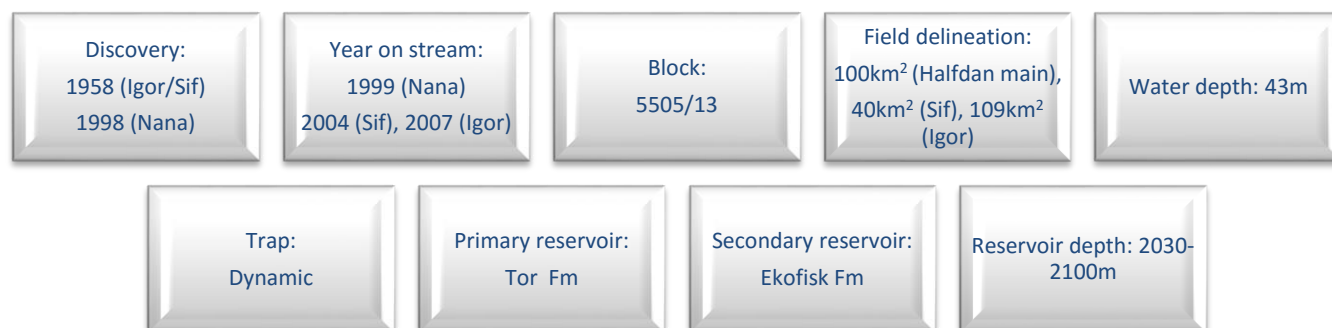 Discovery:
1958 (Igor/Sif)
1998 (Nana)
Year on stream:
1999 (Nana)
2004 (Sif), 2007 (Igor)
Block:
5505/13
Field delineation:
100km² (Halfdan main),
40km² (Sif), 109km²
(Igor)
Water depth: 43m
Trap:
Dynamic
Primary reservoir:
Tor Fm
Secondary reservoir:
Ekofisk Fm
Reservoir depth: 2030-
2100m